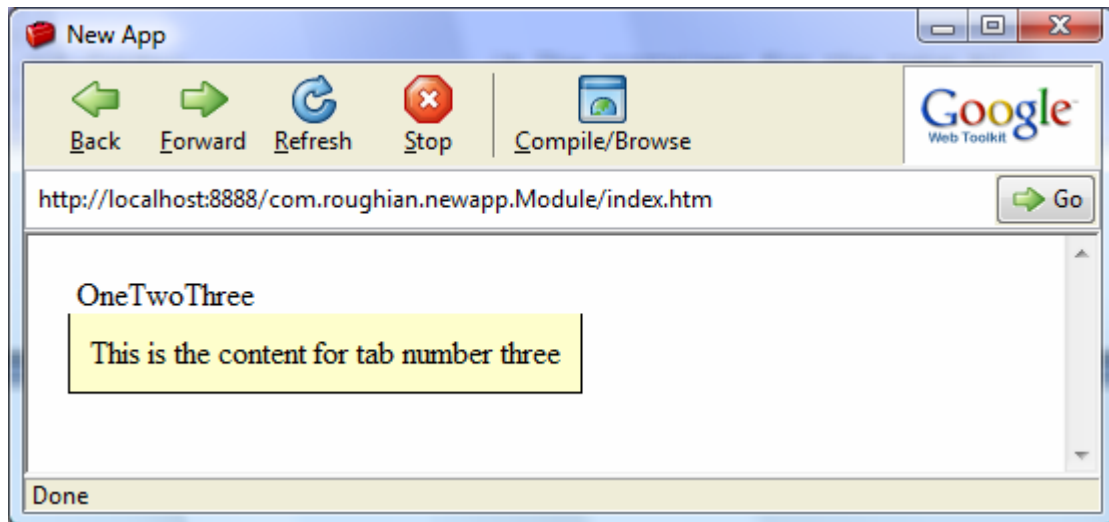 New App
Back Forward Refresh Stop Compile/Browse
Google
Web Toolkit
http://localhost:8888/com.roughian.newapp.Module/index.htm Go
OneTwoThree
This is the content for tab number three
Done